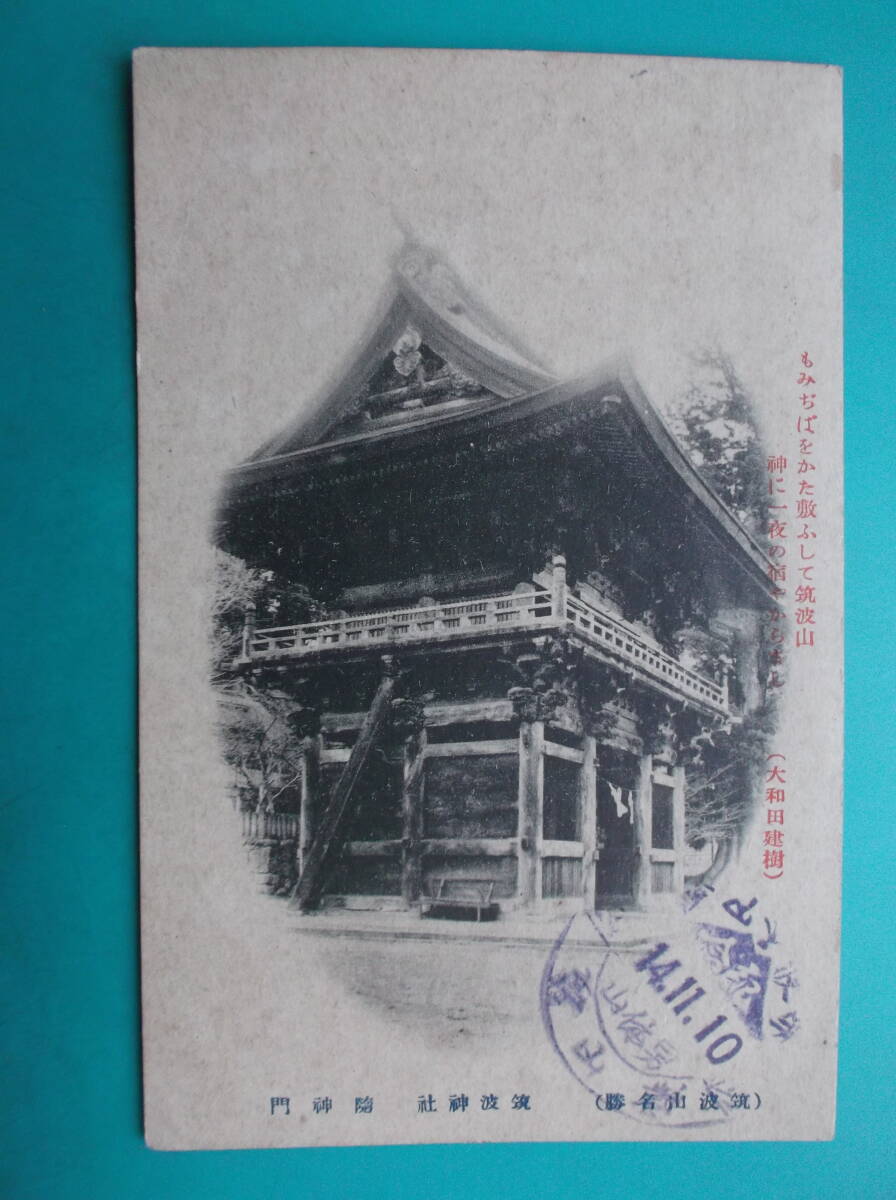 もみぢばをかた敷ふして筑波山
神に一夜の宿やからまし
(大和田建樹)
14.11.10
(筑波山名勝) 筑波神社 隨神門